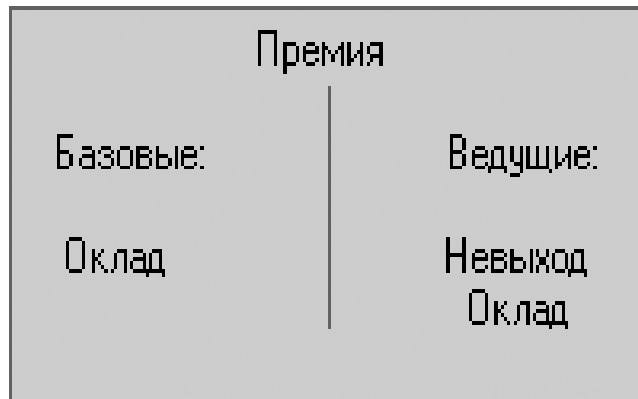 Премия
Базовые:
Ведущие:
Оклад
Невыход
Оклад